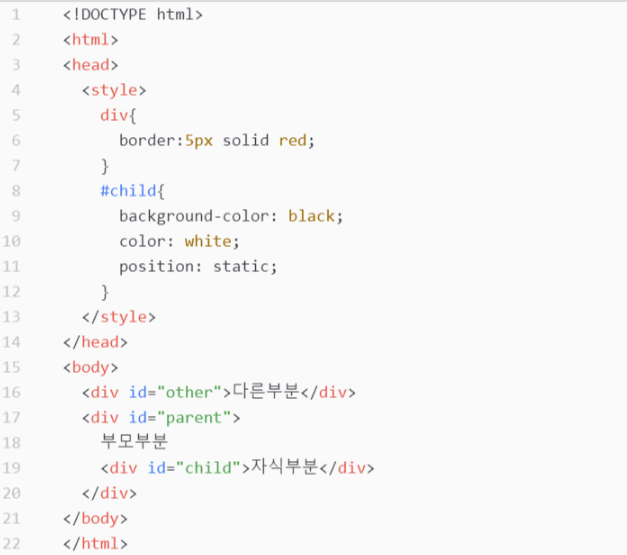 1 <!DOCTYPE html>
2 <html>
3 <head>
4 <style>
5 div{
6 border:5px solid red;
7 }
8 #child{
9 background-color: black;
10 color: white;
11 position: static;
12 }
13 </style>
14 </head>
15 <body>
16 <div id="other">다른부분</div>
17 <div id="parent">
18 부모부분
19 <div id="child">자식부분</div>
20 </div>
21 </body>
22 </html>